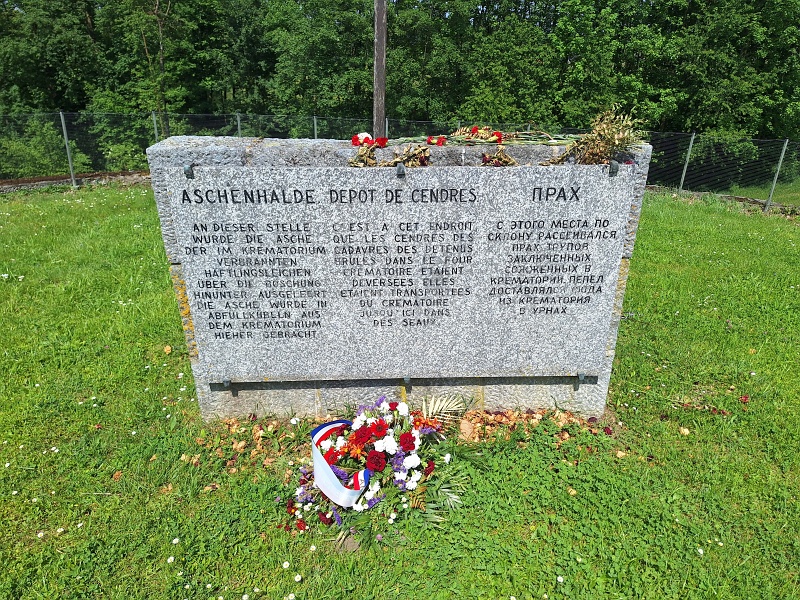 ASCHENHALDE
AN DIESER STELLE
WURDE DIE ASCHE
DER IM KREMATORIUM
VERBRANNTEN
HÄFTLINGSLEICHEN
ÜBER DIE BÖSCHUNG
HINUNTER AUSGELEERT
DIE ASCHE WURDE IN
ABFÜLLKÜBELN AUS
DEM KREMATORIUM
HIEHER GEBRACHT
DEPOT DE CENDRES
C'EST A CET ENDROIT
QUE LES CENDRES DES
CADAVRES DES DETENUS
BRULES DANS LE FOUR
CREMATOIRE ETAIENT
DEVERSEES ELLES
ETAIENT TRANSPORTEES
DU CREMATOIRE
JUSQU'ICI DANS
DES SEAUX.
ПРАХ
С ЭТОГО МЕСТА ПО
СКЛОНУ РАССЕИВАЛСЯ
ПРАХ ТРУПОВ
ЗАКЛЮЧЕННЫХ
СОЖЖЕННЫХ В
КРЕМАТОРИЙ ПЕПЕЛ
ДОСТАВЛЯЛСЯ СЮДА
ИЗ КРЕМАТОРИЯ
В УРНАХ